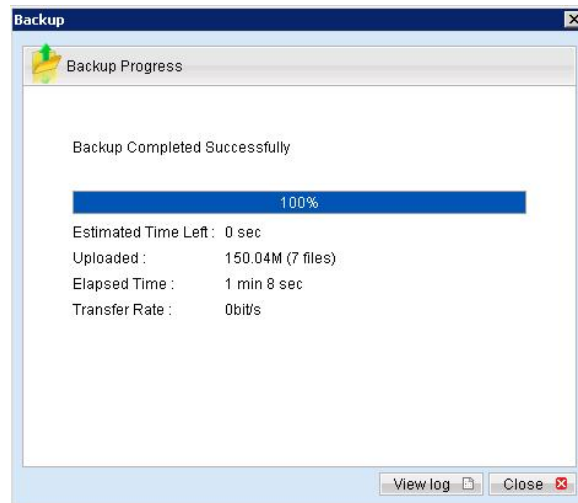 Backup
Backup Progress
Backup Completed Successfully
100%
Estimated Time Left : 0 sec
Uploaded : 150.04M (7 files)
Elapsed Time : 1 min 8 sec
Transfer Rate : 0bit/s
View log Close